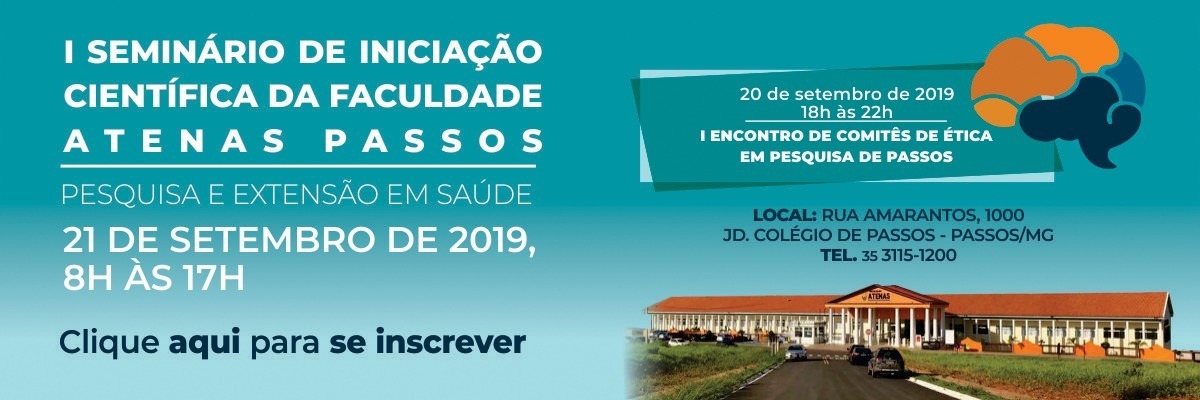 I SEMINÁRIO DE INICIAÇÃO
CIENTÍFICA DA FACULDADE
ATENAS PASSOS
PESQUISA E EXTENSÃO EM SAÚDE
21 DE SETEMBRO DE 2019,
8H ÀS 17H
Clique aqui para se inscrever
20 de setembro de 2019
18h às 22h
I ENCONTRO DE COMITÊS DE ÉTICA
EM PESQUISA DE PASSOS
LOCAL: RUA AMARANTOS, 1000
JD. COLÉGIO DE PASSOS - PASSOS/MG
TEL. 35 3115-1200
ATENAS